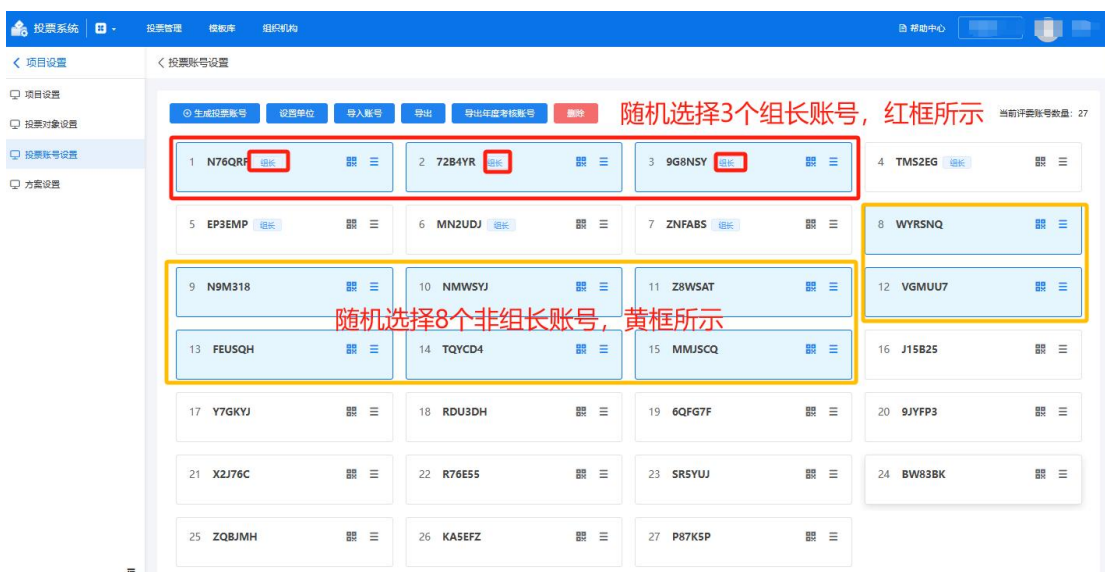 投票系统 投票管理 模板库 组织机构 帮助中心
项目设置 投票账号设置
项目设置
投票对象设置
投票账号设置
方案设置
生成投票账号 设置单位 导入账号 导出 导出年度考核账号 删除 随机选择3个组长账号，红框所示 当前评委账号数量：27
1 N76QRF 组长 2 72B4YR 组长 3 9G8NSY 组长 4 TMS2EG 组长
5 EP3EMP 组长 6 MN2UDJ 组长 7 ZNFABS 组长 8 WYRSNQ
9 N9M318 10 NMWSYJ 11 Z8WSAT 12 VGMUU7
随机选择8个非组长账号，黄框所示
13 FEUSQH 14 TQYCD4 15 MMJSCQ 16 J15B25
17 Y7GKYJ 18 RDU3DH 19 6QFG7F 20 9JYFP3
21 X2J76C 22 R76E55 23 SR5YUJ 24 BW83BK
25 ZQBJMH 26 KA5EFZ 27 P87K5P